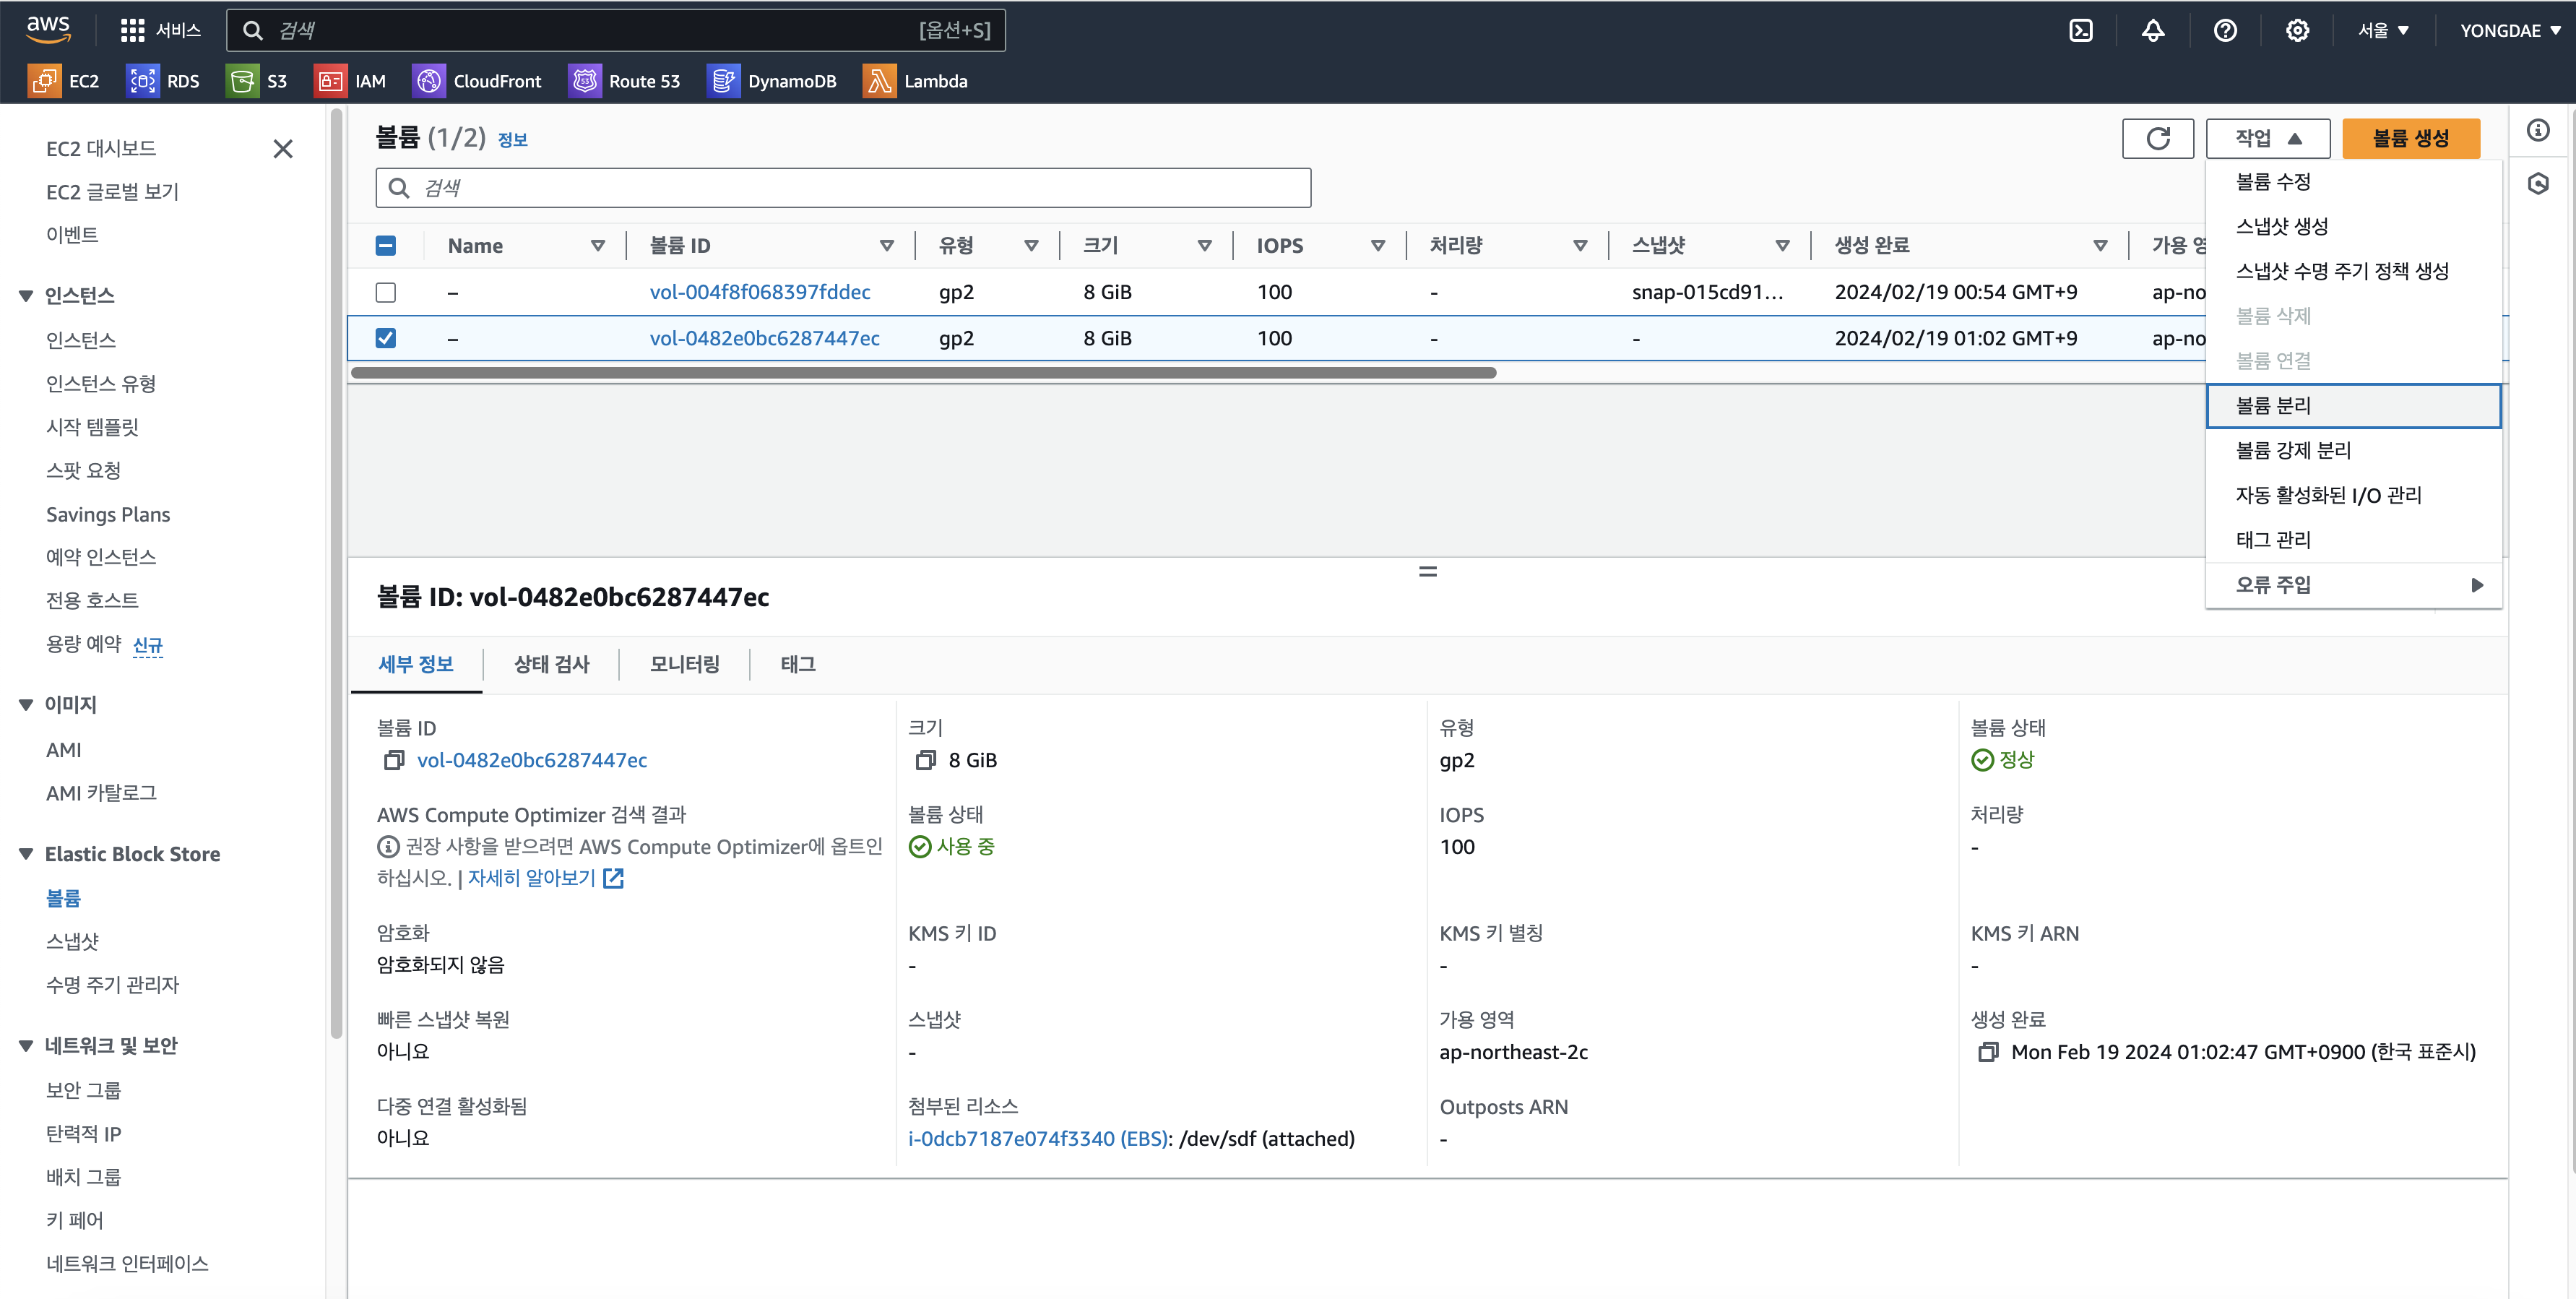 aws
서비스
검색
[옵션+S]
서울
YONGDAE
EC2
RDS
S3
IAM
CloudFront
Route 53
DynamoDB
Lambda
EC2 대시보드
EC2 글로벌 보기
이벤트
인스턴스
인스턴스
인스턴스 유형
시작 템플릿
스팟 요청
Savings Plans
예약 인스턴스
전용 호스트
용량 예약 신규
이미지
AMI
AMI 카탈로그
Elastic Block Store
볼륨
스냅샷
수명 주기 관리자
네트워크 및 보안
보안 그룹
탄력적 IP
배치 그룹
키 페어
네트워크 인터페이스
볼륨 (1/2) 정보
작업
볼륨 생성
검색
Name 볼륨 ID 유형 크기 IOPS 처리량 스냅샷 생성 완료 가용 영
– vol-004f8f068397fddec gp2 8 GiB 100 - snap-015cd91... 2024/02/19 00:54 GMT+9 ap-no
– vol-0482e0bc6287447ec gp2 8 GiB 100 - - 2024/02/19 01:02 GMT+9 ap-no
볼륨 수정
스냅샷 생성
스냅샷 수명 주기 정책 생성
볼륨 삭제
볼륨 연결
볼륨 분리
볼륨 강제 분리
자동 활성화된 I/O 관리
태그 관리
오류 주입
볼륨 ID: vol-0482e0bc6287447ec
세부 정보
상태 검사
모니터링
태그
볼륨 ID
vol-0482e0bc6287447ec
크기
8 GiB
유형
gp2
볼륨 상태
정상
AWS Compute Optimizer 검색 결과
권장 사항을 받으려면 AWS Compute Optimizer에 옵트인
하십시오. | 자세히 알아보기
볼륨 상태
사용 중
IOPS
100
처리량
-
암호화
암호화되지 않음
KMS 키 ID
-
KMS 키 별칭
-
KMS 키 ARN
-
빠른 스냅샷 복원
아니요
스냅샷
-
가용 영역
ap-northeast-2c
생성 완료
Mon Feb 19 2024 01:02:47 GMT+0900 (한국 표준시)
다중 연결 활성화됨
아니요
첨부된 리소스
i-0dcb7187e074f3340 (EBS): /dev/sdf (attached)
Outposts ARN
-